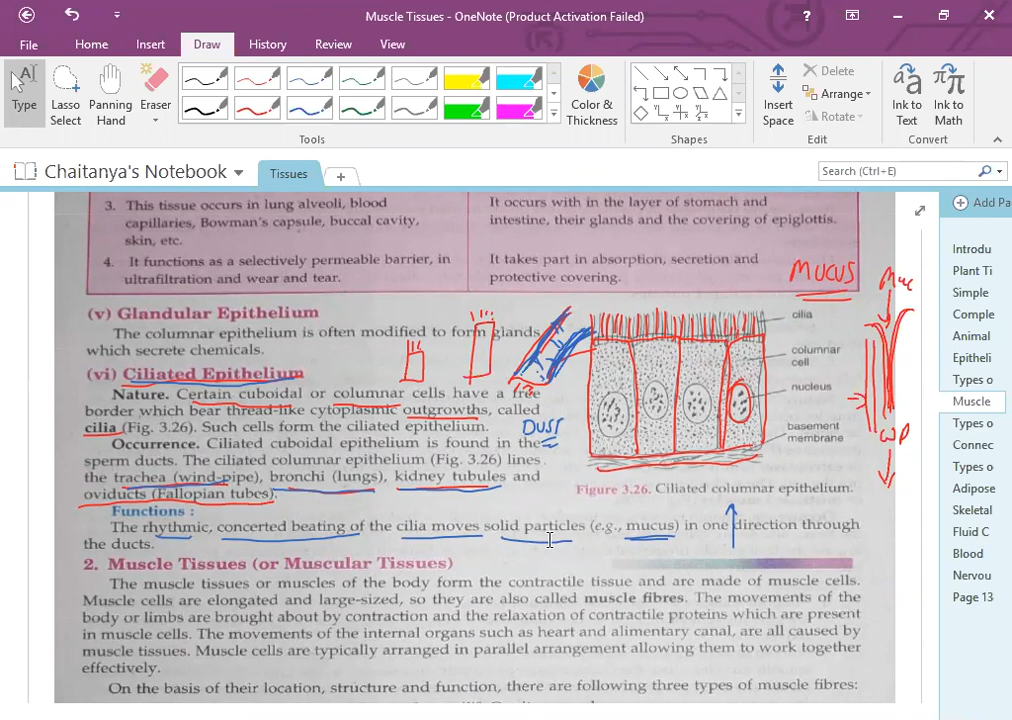 Muscle Tissues - OneNote (Product Activation Failed)
?
File Home Insert Draw History Review View
Type
Lasso Select
Panning Hand
Eraser
Color & Thickness
Insert Space
Delete
Arrange
Rotate
Ink to Text
Ink to Math
Tools
Shapes
Edit
Convert
Chaitanya's Notebook
Tissues
Search (Ctrl+E)
Add Pa
Introdu
Plant Ti
Simple
Comple
Animal
Epitheli
Types o
Muscle
Types o
Connec
Types o
Adipose
Skeletal
Fluid C
Blood
Nervou
Page 13
3. This tissue occurs in lung alveoli, blood
capillaries, Bowman's capsule, buccal cavity,
skin, etc.
It occurs with in the layer of stomach and
intestine, their glands and the covering of epiglottis.
4. It functions as a selectively permeable barrier, in
ultrafiltration and wear and tear.
It takes part in absorption, secretion and
protective covering.
MUCUS
Muc
WP
(v) Glandular Epithelium
The columnar epithelium is often modified to form glands
which secrete chemicals.
(vi) Ciliated Epithelium
Nature. Certain cuboidal or columnar cells have a free
border which bear thread-like cytoplasmic outgrowths, called
cilia (Fig. 3.26). Such cells form the ciliated epithelium.
DUST
Occurrence. Ciliated cuboidal epithelium is found in the
sperm ducts. The ciliated columnar epithelium (Fig. 3.26) lines
the trachea (wind-pipe), bronchi (lungs), kidney tubules and
oviducts (Fallopian tubes).
cilia
columnar
cell
nucleus
basement
membrane
Figure 3.26. Ciliated columnar epithelium.
Functions:
The rhythmic, concerted beating of the cilia moves solid particles (e.g., mucus) in one direction through
the ducts.
2. Muscle Tissues (or Muscular Tissues)
The muscle tissues or muscles of the body form the contractile tissue and are made of muscle cells.
Muscle cells are elongated and large-sized, so they are also called muscle fibres. The movements of the
body or limbs are brought about by contraction and the relaxation of contractile proteins which are present
in muscle cells. The movements of the internal organs such as heart and alimentary canal, are all caused by
muscle tissues. Muscle cells are typically arranged in parallel arrangement allowing them to work together
effectively.
On the basis of their location, structure and function, there are following three types of muscle fibres: